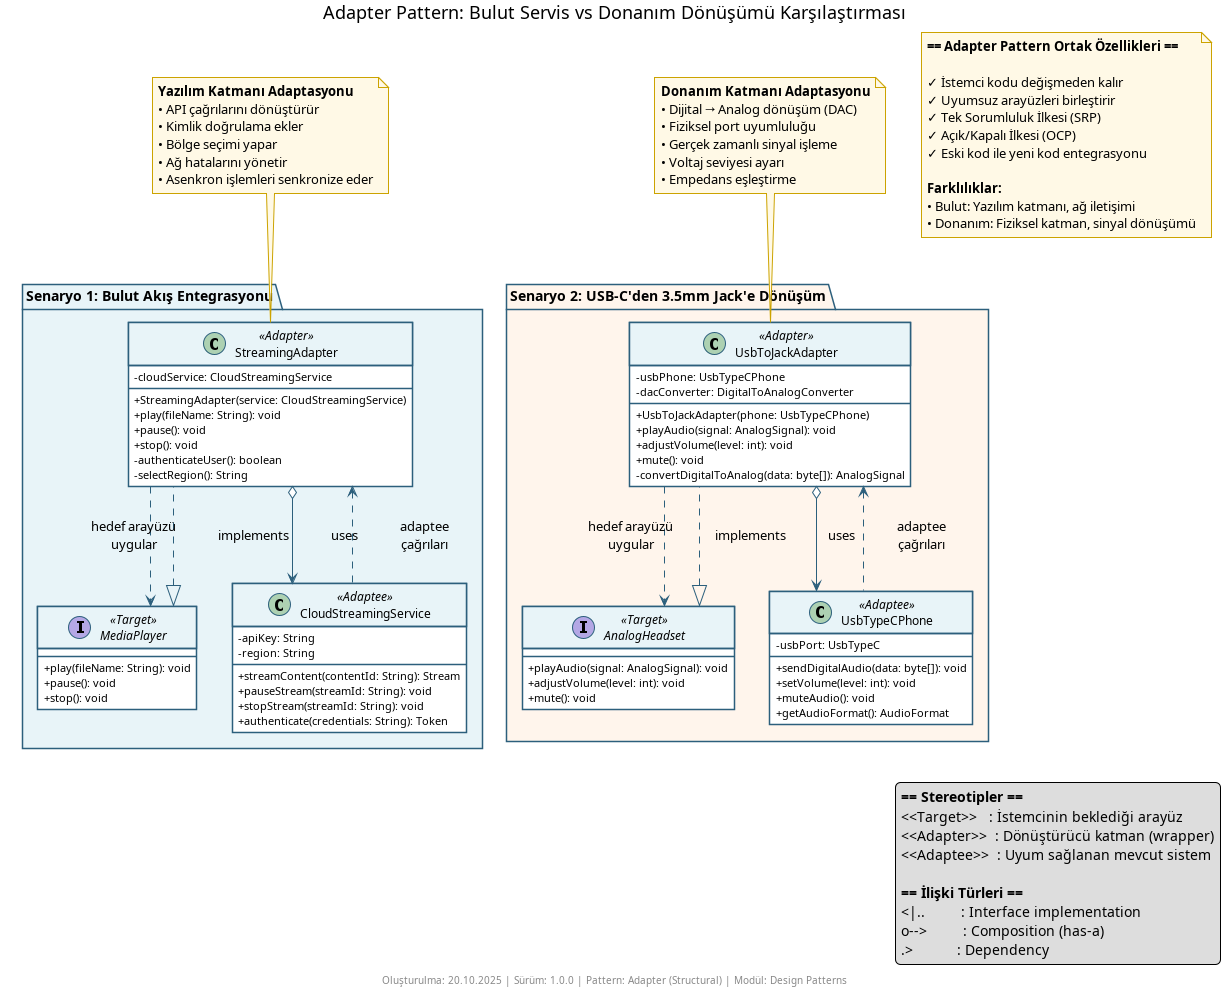 Adapter Pattern: Bulut Servis vs Donanım Dönüşümü Karşılaştırması
== Adapter Pattern Ortak Özellikleri ==
✓ İstemci kodu değişmeden kalır
✓ Uyumsuz arayüzleri birleştirir
✓ Tek Sorumluluk İlkesi (SRP)
✓ Açık/Kapalı İlkesi (OCP)
✓ Eski kod ile yeni kod entegrasyonu
Farklılıklar:
• Bulut: Yazılım katmanı, ağ iletişimi
• Donanım: Fiziksel katman, sinyal dönüşümü
Yazılım Katmanı Adaptasyonu
• API çağrılarını dönüştürür
• Kimlik doğrulama ekler
• Bölge seçimi yapar
• Ağ hatalarını yönetir
• Asenkron işlemleri senkronize eder
Donanım Katmanı Adaptasyonu
• Dijital → Analog dönüşüm (DAC)
• Fiziksel port uyumluluğu
• Gerçek zamanlı sinyal işleme
• Voltaj seviyesi ayarı
• Empedans eşleştirme
Senaryo 1: Bulut Akış Entegrasyonu
«Adapter»
C
StreamingAdapter
-cloudService: CloudStreamingService
+StreamingAdapter(service: CloudStreamingService)
+play(fileName: String): void
+pause(): void
+stop(): void
-authenticateUser(): boolean
-selectRegion(): String
hedef arayüzü
uygular
implements
uses
adaptee
çağrıları
«Target»
I
MediaPlayer
+play(fileName: String): void
+pause(): void
+stop(): void
«Adaptee»
C
CloudStreamingService
-apiKey: String
-region: String
+streamContent(contentId: String): Stream
+pauseStream(streamId: String): void
+stopStream(streamId: String): void
+authenticate(credentials: String): Token
Senaryo 2: USB-C'den 3.5mm Jack'e Dönüşüm
«Adapter»
C
UsbToJackAdapter
-usbPhone: UsbTypeCPhone
-dacConverter: DigitalToAnalogConverter
+UsbToJackAdapter(phone: UsbTypeCPhone)
+playAudio(signal: AnalogSignal): void
+adjustVolume(level: int): void
+mute(): void
-convertDigitalToAnalog(data: byte[]): AnalogSignal
hedef arayüzü
uygular
implements
uses
adaptee
çağrıları
«Target»
I
AnalogHeadset
+playAudio(signal: AnalogSignal): void
+adjustVolume(level: int): void
+mute(): void
«Adaptee»
C
UsbTypeCPhone
-usbPort: UsbTypeC
+sendDigitalAudio(data: byte[]): void
+setVolume(level: int): void
+muteAudio(): void
+getAudioFormat(): AudioFormat
== Stereotipler ==
<<Target>> : İstemcinin beklediği arayüz
<<Adapter>> : Dönüştürücü katman (wrapper)
<<Adaptee>> : Uyum sağlanan mevcut sistem
== İlişki Türleri ==
<|.. : Interface implementation
o--> : Composition (has-a)
.> : Dependency
Oluşturulma: 20.10.2025 | Sürüm: 1.0.0 | Pattern: Adapter (Structural) | Modül: Design Patterns